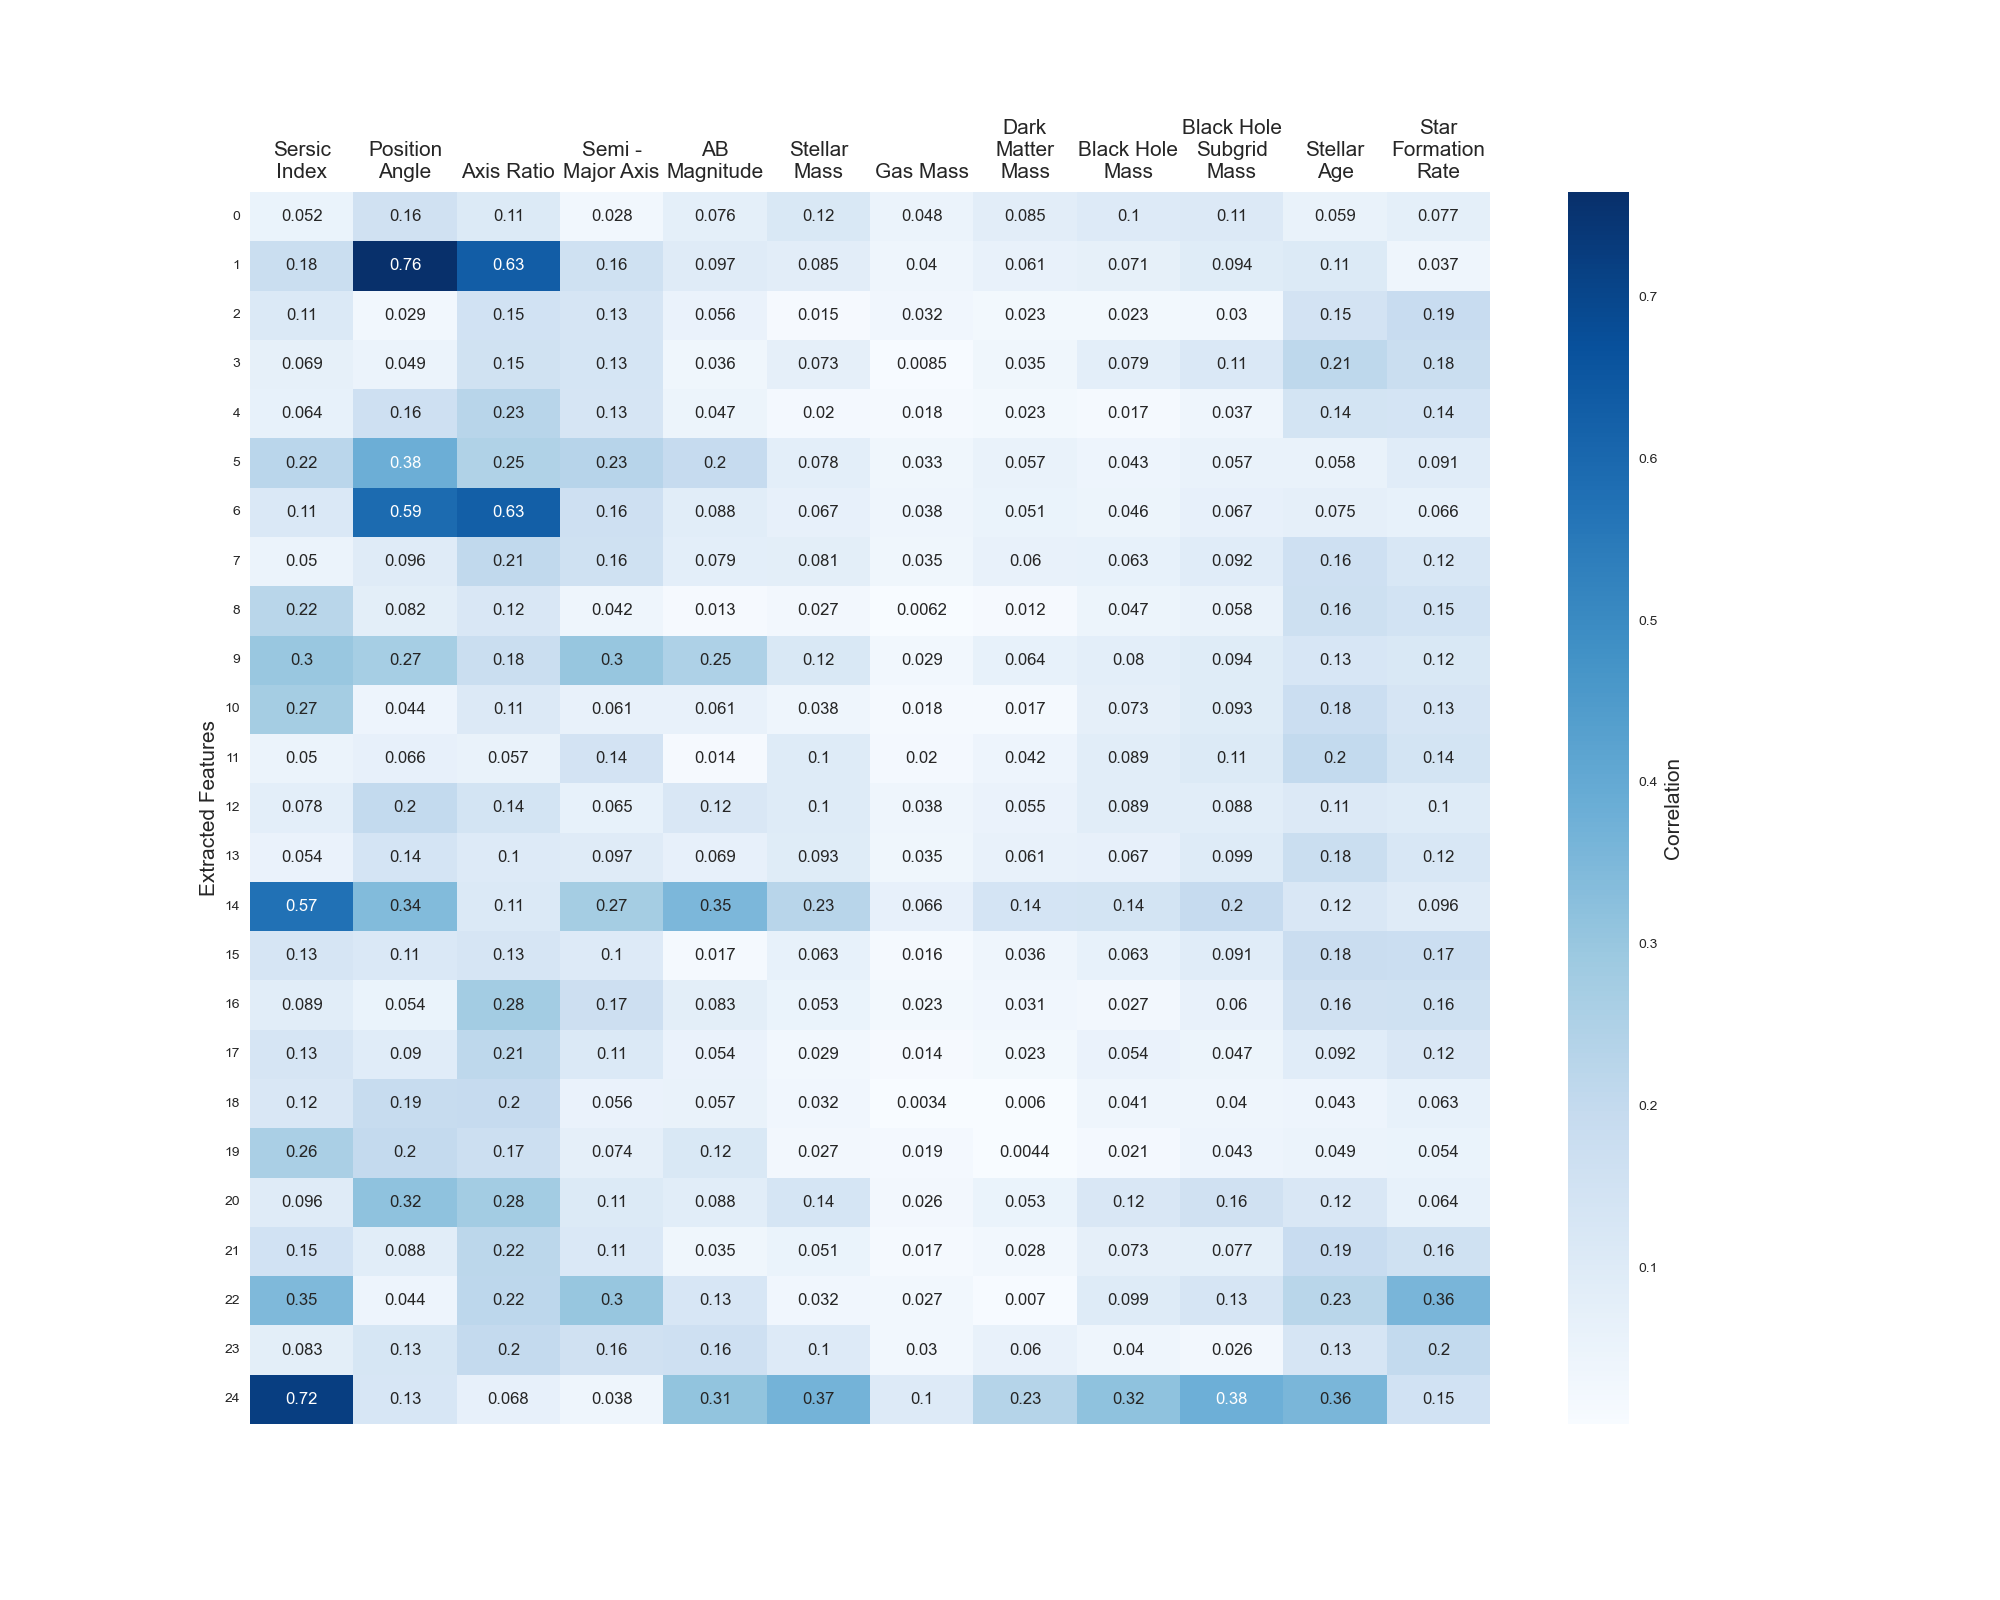 Dark
Black Hole
Star
Sersic
Position
Semi -
AB
Stellar
Matter
Black Hole
Subgrid
Stellar
Formation
Index
Angle
Axis Ratio
Major Axis
Magnitude
Mass
Gas Mass
Mass
Mass
Mass
Age
Rate
0 0.052 0.16 0.11 0.028 0.076 0.12 0.048 0.085 0.1 0.11 0.059 0.077
1 0.18 0.76 0.63 0.16 0.097 0.085 0.04 0.061 0.071 0.094 0.11 0.037
2 0.11 0.029 0.15 0.13 0.056 0.015 0.032 0.023 0.023 0.03 0.15 0.19
3 0.069 0.049 0.15 0.13 0.036 0.073 0.0085 0.035 0.079 0.11 0.21 0.18
4 0.064 0.16 0.23 0.13 0.047 0.02 0.018 0.023 0.017 0.037 0.14 0.14
5 0.22 0.38 0.25 0.23 0.2 0.078 0.033 0.057 0.043 0.057 0.058 0.091
6 0.11 0.59 0.63 0.16 0.088 0.067 0.038 0.051 0.046 0.067 0.075 0.066
7 0.05 0.096 0.21 0.16 0.079 0.081 0.035 0.06 0.063 0.092 0.16 0.12
8 0.22 0.082 0.12 0.042 0.013 0.027 0.0062 0.012 0.047 0.058 0.16 0.15
9 0.3 0.27 0.18 0.3 0.25 0.12 0.029 0.064 0.08 0.094 0.13 0.12
10 0.27 0.044 0.11 0.061 0.061 0.038 0.018 0.017 0.073 0.093 0.18 0.13
11 0.05 0.066 0.057 0.14 0.014 0.1 0.02 0.042 0.089 0.11 0.2 0.14
12 0.078 0.2 0.14 0.065 0.12 0.1 0.038 0.055 0.089 0.088 0.11 0.1
13 0.054 0.14 0.1 0.097 0.069 0.093 0.035 0.061 0.067 0.099 0.18 0.12
14 0.57 0.34 0.11 0.27 0.35 0.23 0.066 0.14 0.14 0.2 0.12 0.096
15 0.13 0.11 0.13 0.1 0.017 0.063 0.016 0.036 0.063 0.091 0.18 0.17
16 0.089 0.054 0.28 0.17 0.083 0.053 0.023 0.031 0.027 0.06 0.16 0.16
17 0.13 0.09 0.21 0.11 0.054 0.029 0.014 0.023 0.054 0.047 0.092 0.12
18 0.12 0.19 0.2 0.056 0.057 0.032 0.0034 0.006 0.041 0.04 0.043 0.063
19 0.26 0.2 0.17 0.074 0.12 0.027 0.019 0.0044 0.021 0.043 0.049 0.054
20 0.096 0.32 0.28 0.11 0.088 0.14 0.026 0.053 0.12 0.16 0.12 0.064
21 0.15 0.088 0.22 0.11 0.035 0.051 0.017 0.028 0.073 0.077 0.19 0.16
22 0.35 0.044 0.22 0.3 0.13 0.032 0.027 0.007 0.099 0.13 0.23 0.36
23 0.083 0.13 0.2 0.16 0.16 0.1 0.03 0.06 0.04 0.026 0.13 0.2
24 0.72 0.13 0.068 0.038 0.31 0.37 0.1 0.23 0.32 0.38 0.36 0.15
Extracted Features
0.7
0.6
0.5
0.4
0.3
0.2
0.1
Correlation